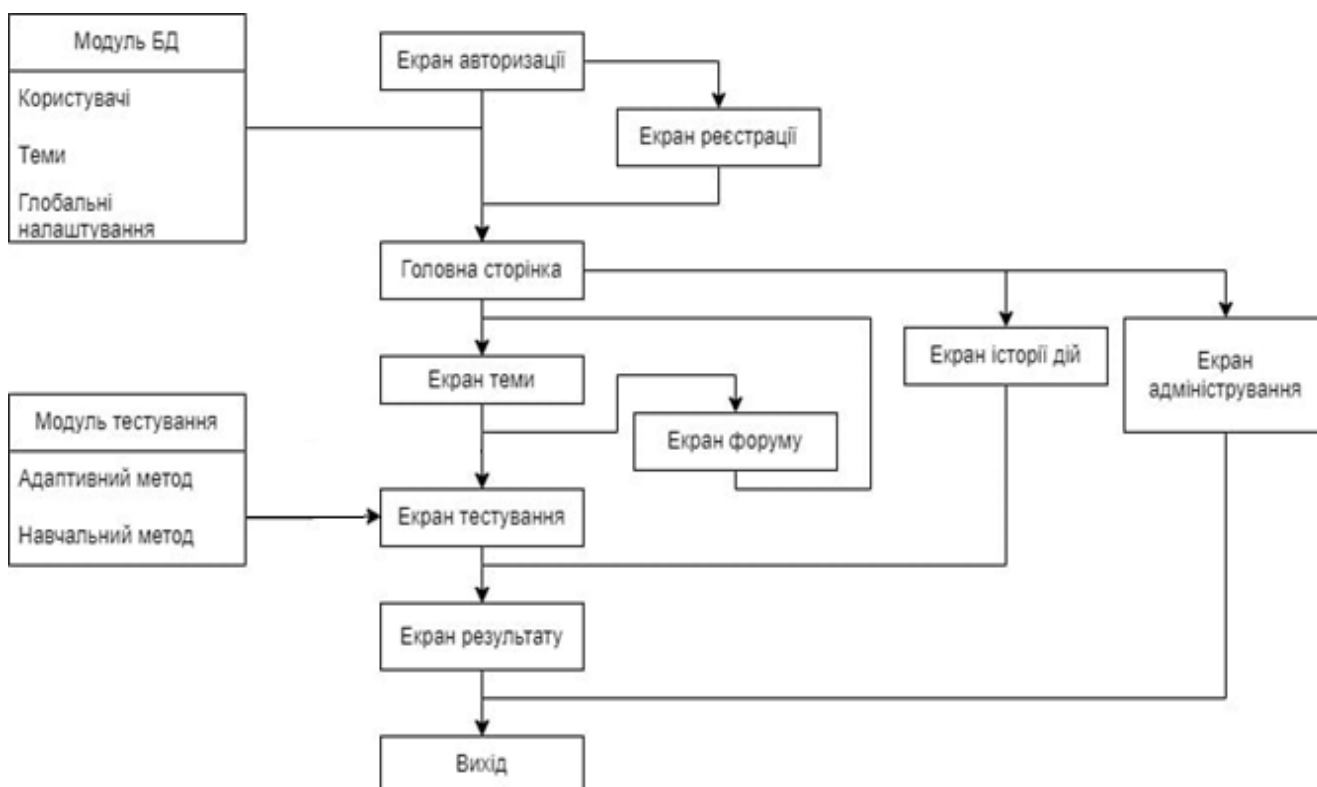 Модуль БД
Користувачі
Теми
Глобальні
налаштування
Екран авторизації
Екран реєстрації
Головна сторінка
Екран теми
Екран форуму
Екран історії дій
Екран
адміністрування
Модуль тестування
Адаптивний метод
Навчальний метод
Екран тестування
Екран результату
Вихід